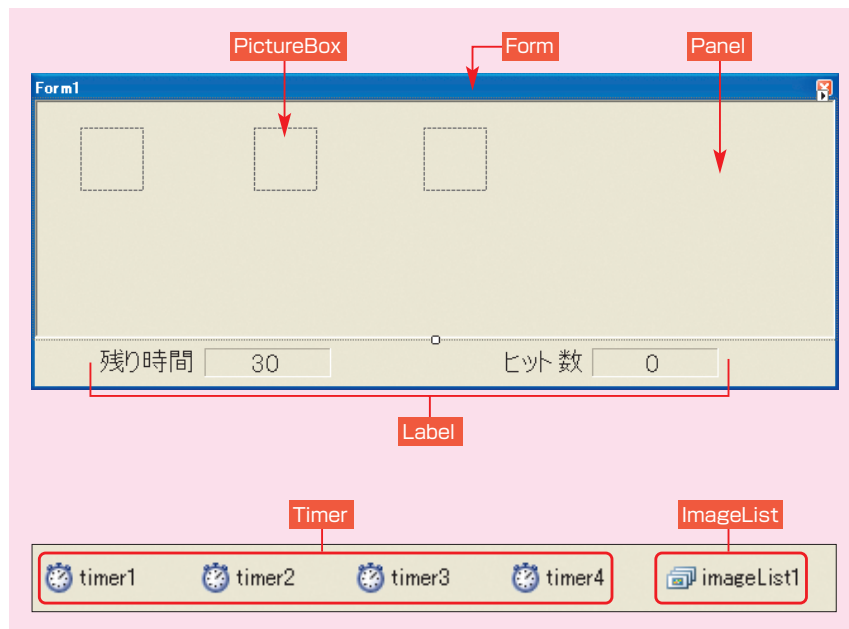 PictureBox Form Panel
Form1
残り時間 30 ヒット数 0
Label
Timer ImageList
timer1 timer2 timer3 timer4 imageList1